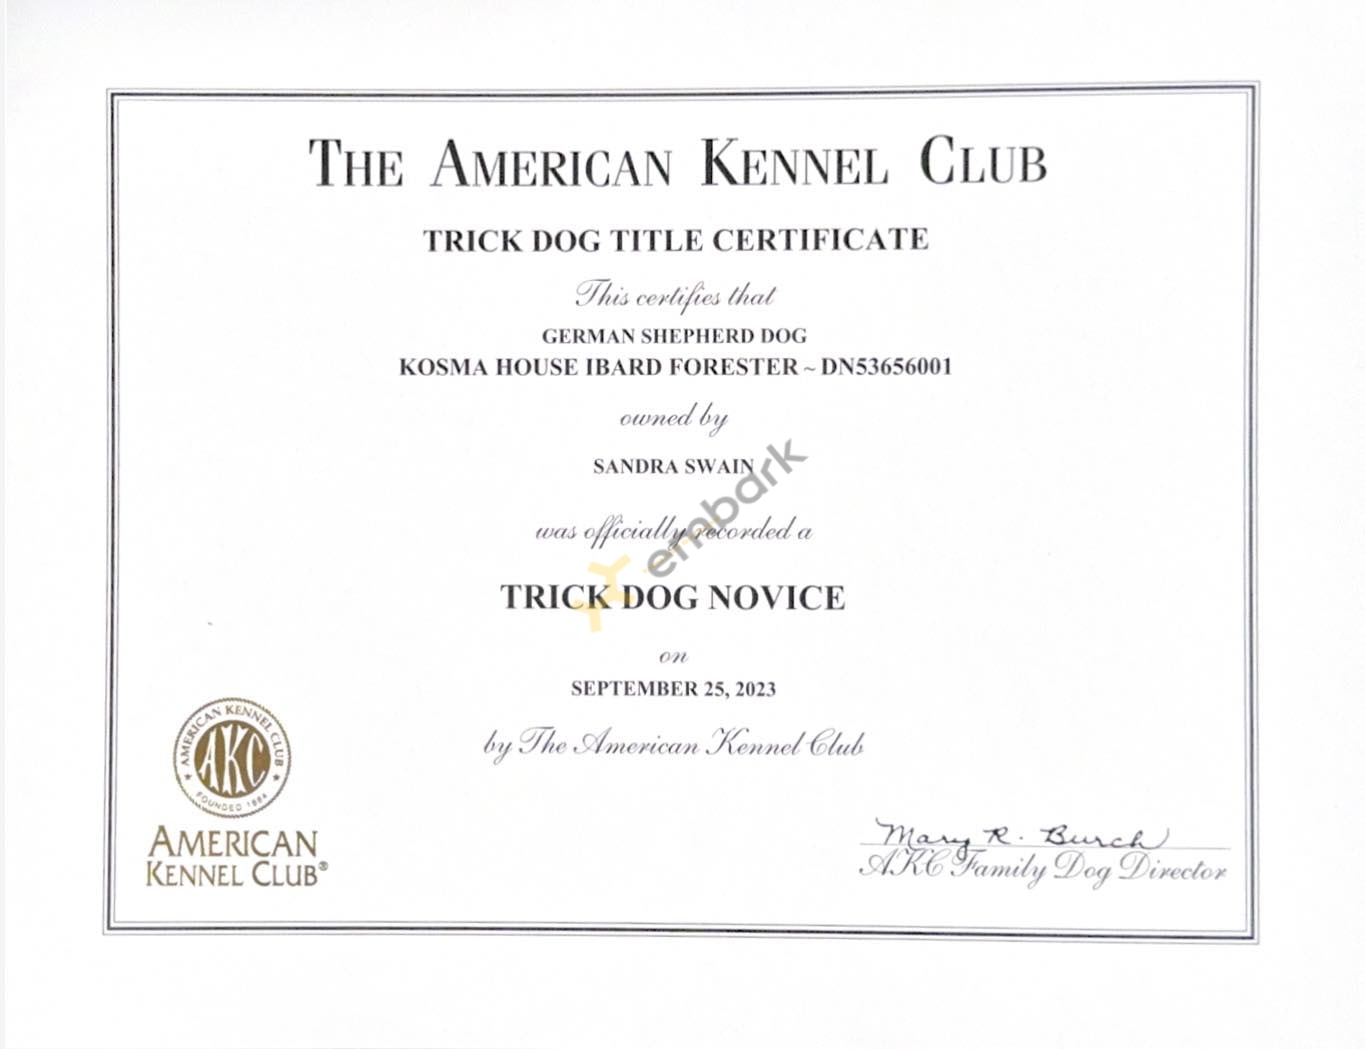 THE AMERICAN KENNEL CLUB
TRICK DOG TITLE CERTIFICATE
This certifies that
GERMAN SHEPHERD DOG
KOSMA HOUSE IBARD FORESTER ~ DN53656001
owned by
SANDRA SWAIN
embark
was officially recorded a
TRICK DOG NOVICE
on
SEPTEMBER 25, 2023
by The American Kennel Club
AMERICAN KENNEL CLUB
AKC
FOUNDED 1884
AMERICAN
KENNEL CLUB®
Mary R. Burch
AKC Family Dog Director